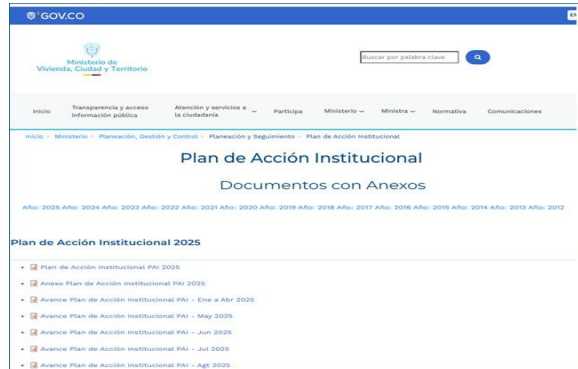 GOV.CO
EN
Ministerio de
Vivienda, Ciudad y Territorio
Buscar por palabra clave
Inicio
Transparencia y acceso
información pública
Atención y servicios a
la ciudadanía
Participa
Ministerio
Ministra
Normativa
Comunicaciones
Inicio > Ministerio > Planeación, Gestión y Control > Planeación y Seguimiento > Plan de Acción Institucional
Plan de Acción Institucional
Documentos con Anexos
Año: 2025 Año: 2024 Año: 2023 Año: 2022 Año: 2021 Año: 2020 Año: 2019 Año: 2018 Año: 2017 Año: 2016 Año: 2015 Año: 2014 Año: 2013 Año: 2012
Plan de Acción Institucional 2025
Plan de Acción Institucional PAI 2025
Anexo Plan de Acción Institucional PAI 2025
Avance Plan de Acción Institucional PAI - Ene a Abr 2025
Avance Plan de Acción Institucional PAI - May 2025
Avance Plan de Acción Institucional PAI - Jun 2025
Avance Plan de Acción Institucional PAI - Jul 2025
Avance Plan de Acción Institucional PAI - Agt 2025